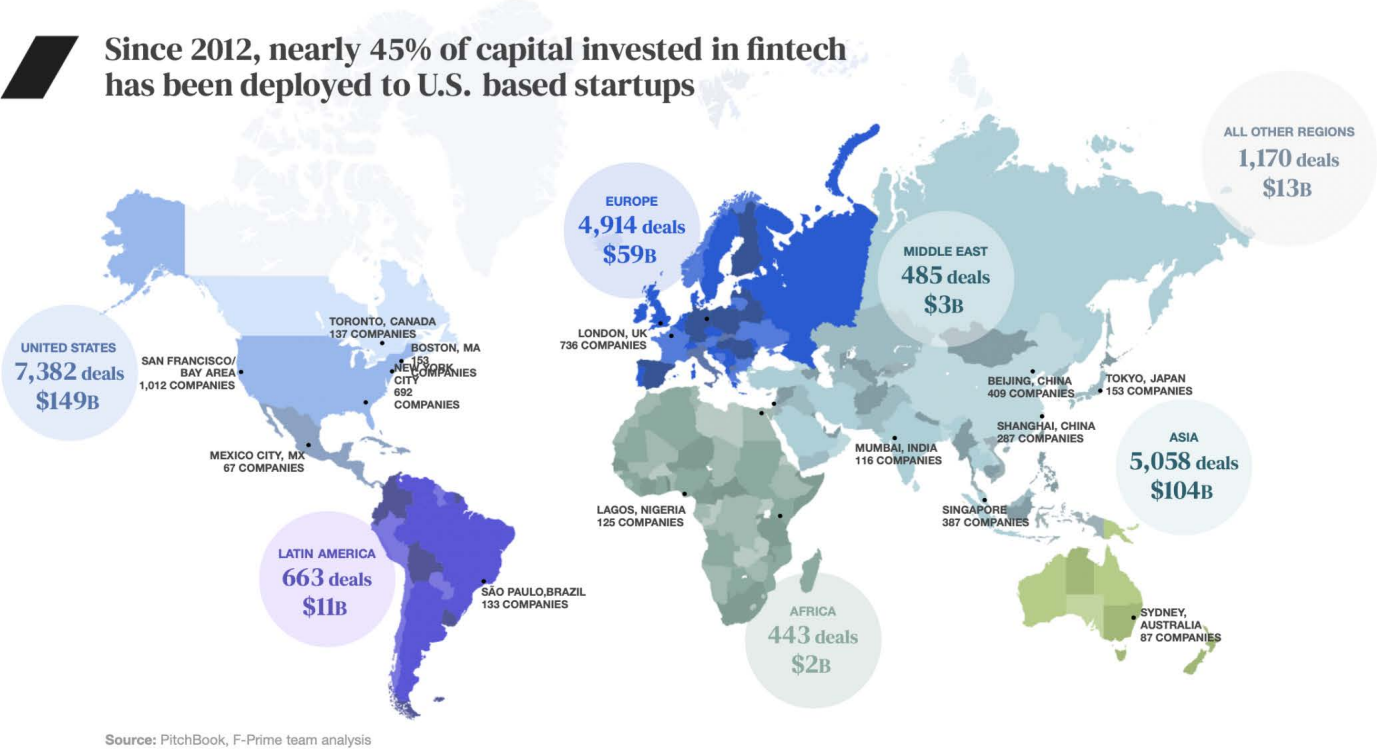 Since 2012, nearly 45% of capital invested in fintech
has been deployed to U.S. based startups
ALL OTHER REGIONS
1,170 deals
$13B
EUROPE
4,914 deals
$59B
MIDDLE EAST
485 deals
$3B
UNITED STATES
7,382 deals
$149B
TORONTO, CANADA
137 COMPANIES
BOSTON, MA
153
COMPANIES
NEW YORK
CITY
692
COMPANIES
SAN FRANCISCO/
BAY AREA
1,012 COMPANIES
MEXICO CITY, MX
67 COMPANIES
LONDON, UK
736 COMPANIES
BEIJING, CHINA
409 COMPANIES
TOKYO, JAPAN
153 COMPANIES
SHANGHAI, CHINA
287 COMPANIES
MUMBAI, INDIA
116 COMPANIES
ASIA
5,058 deals
$104B
LAGOS, NIGERIA
125 COMPANIES
SINGAPORE
387 COMPANIES
LATIN AMERICA
663 deals
$11B
SÃO PAULO,BRAZIL
133 COMPANIES
AFRICA
443 deals
$2B
SYDNEY,
AUSTRALIA
87 COMPANIES
Source: PitchBook, F-Prime team analysis